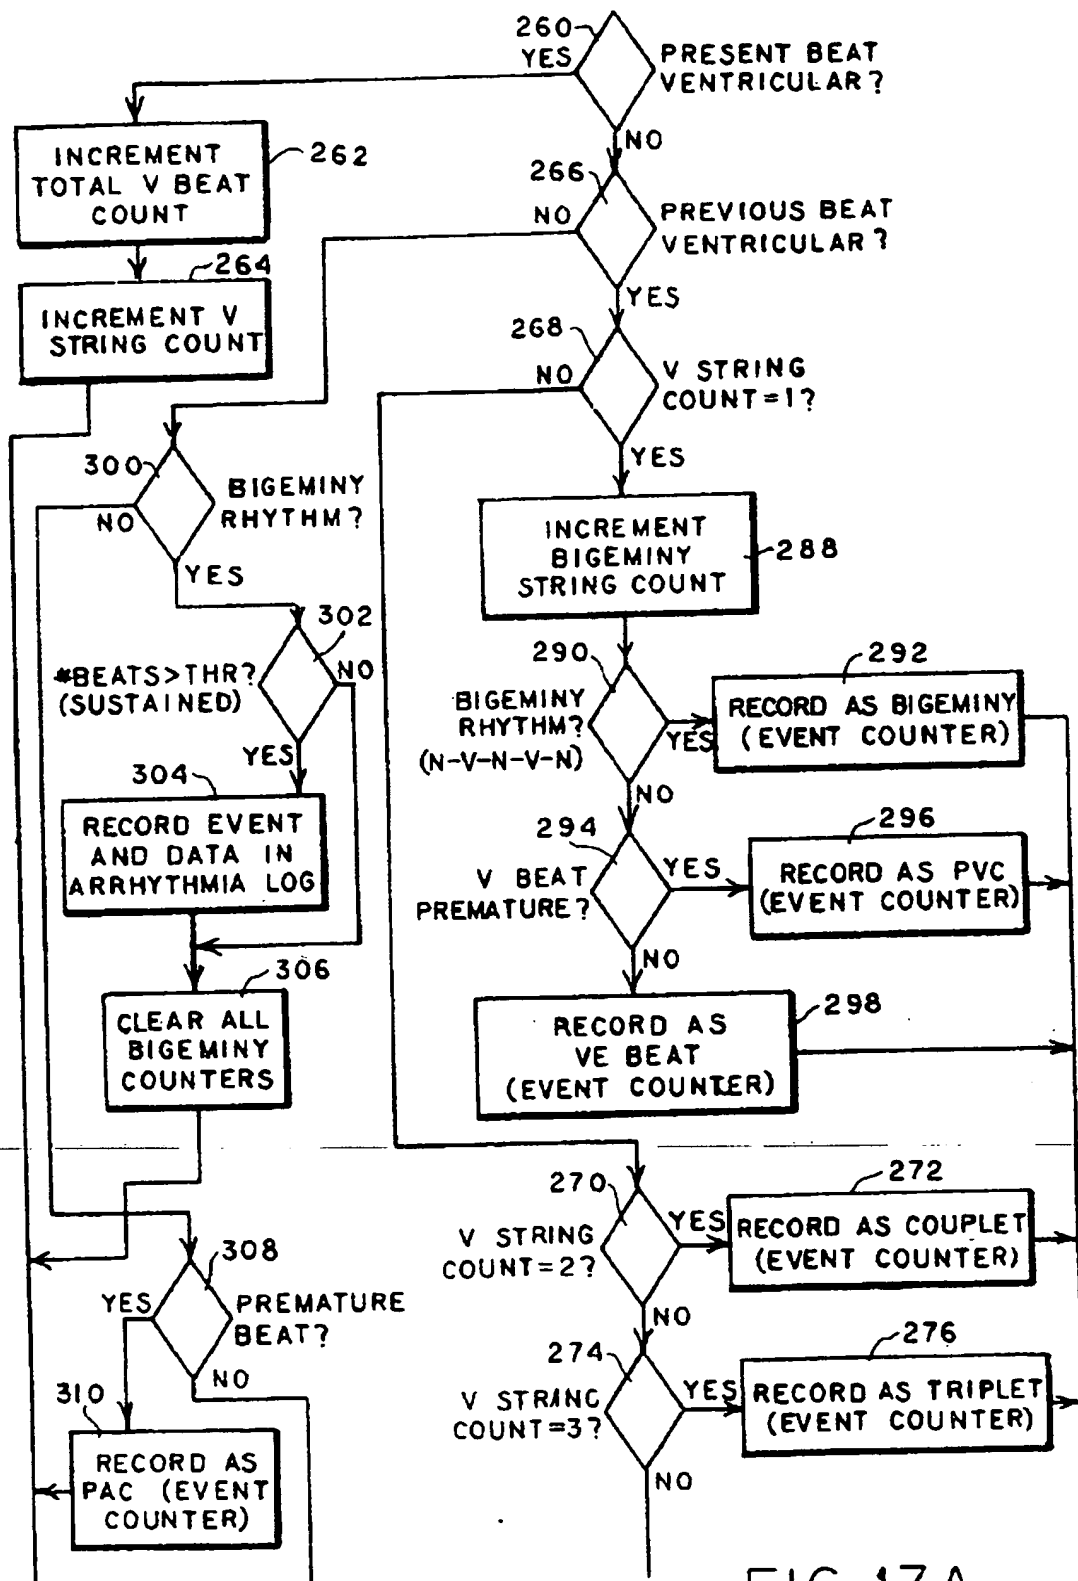 260
YES
PRESENT BEAT
VENTRICULAR?
NO
INCREMENT
TOTAL V BEAT
COUNT
262
266
NO
PREVIOUS BEAT
VENTRICULAR?
YES
264
INCREMENT V
STRING COUNT
268
NO
V STRING
COUNT=1?
YES
300
BIGEMINY
RHYTHM?
NO
YES
INCREMENT
BIGEMINY
STRING COUNT
288
302
#BEATS>THR?
(SUSTAINED)
NO
YES
290
BIGEMINY
RHYTHM?
(N-V-N-V-N)
YES
NO
292
RECORD AS BIGEMINY
(EVENT COUNTER)
304
RECORD EVENT
AND DATA IN
ARRHYTHMIA LOG
294
V BEAT
PREMATURE?
YES
NO
296
RECORD AS PVC
(EVENT COUNTER)
306
CLEAR ALL
BIGEMINY
COUNTERS
298
RECORD AS
VE BEAT
(EVENT COUNTER)
270
V STRING
COUNT=2?
YES
NO
272
RECORD AS COUPLET
(EVENT COUNTER)
308
YES
PREMATURE
BEAT?
NO
274
V STRING
COUNT=3?
YES
NO
276
RECORD AS TRIPLET
(EVENT COUNTER)
310
RECORD AS
PAC (EVENT
COUNTER)
FIG. 17A